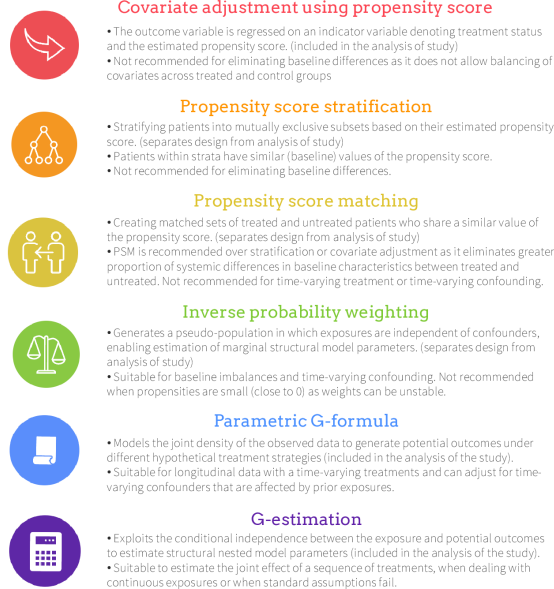 Covariate adjustment using propensity score
• The outcome variable is regressed on an indicator variable denoting treatment status
and the estimated propensity score. (included in the analysis of study)
• Not recommended for eliminating baseline differences as it does not allow balancing of
covariates across treated and control groups
Propensity score stratification
• Stratifying patients into mutually exclusive subsets based on their estimated propensity
score. (separates design from analysis of study)
• Patients within strata have similar (baseline) values of the propensity score.
• Not recommended for eliminating baseline differences.
Propensity score matching
• Creating matched sets of treated and untreated patients who share a similar value of
the propensity score. (separates design from analysis of study)
• PSM is recommended over stratification or covariate adjustment as it eliminates greater
proportion of systemic differences in baseline characteristics between treated and
untreated. Not recommended for time-varying treatment or time-varying confounding.
Inverse probability weighting
• Generates a pseudo-population in which exposures are independent of confounders,
enabling estimation of marginal structural model parameters. (separates design from
analysis of study)
• Suitable for baseline imbalances and time-varying confounding. Not recommended
when propensities are small (close to 0) as weights can be unstable.
Parametric G-formula
• Models the joint density of the observed data to generate potential outcomes under
different hypothetical treatment strategies (included in the analysis of the study).
• Suitable for longitudinal data with a time-varying treatments and can adjust for time-
varying confounders that are affected by prior exposures.
G-estimation
• Exploits the conditional independence between the exposure and potential outcomes
to estimate structural nested model parameters (included in the analysis of the study).
• Suitable to estimate the joint effect of a sequence of treatments, when dealing with
continuous exposures or when standard assumptions fail.